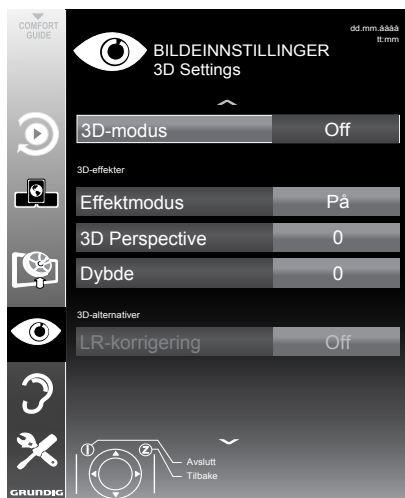 COMFORT
GUIDE
dd.mm.åååå
tt:mm
BILDEINNSTILLINGER
3D Settings
3D-modus Off
3D-effekter
Effektmodus På
3D Perspective 0
Dybde 0
3D-alternativer
LR-korrigering Off
Avslutt
Z
Tilbake
GRUNDIG